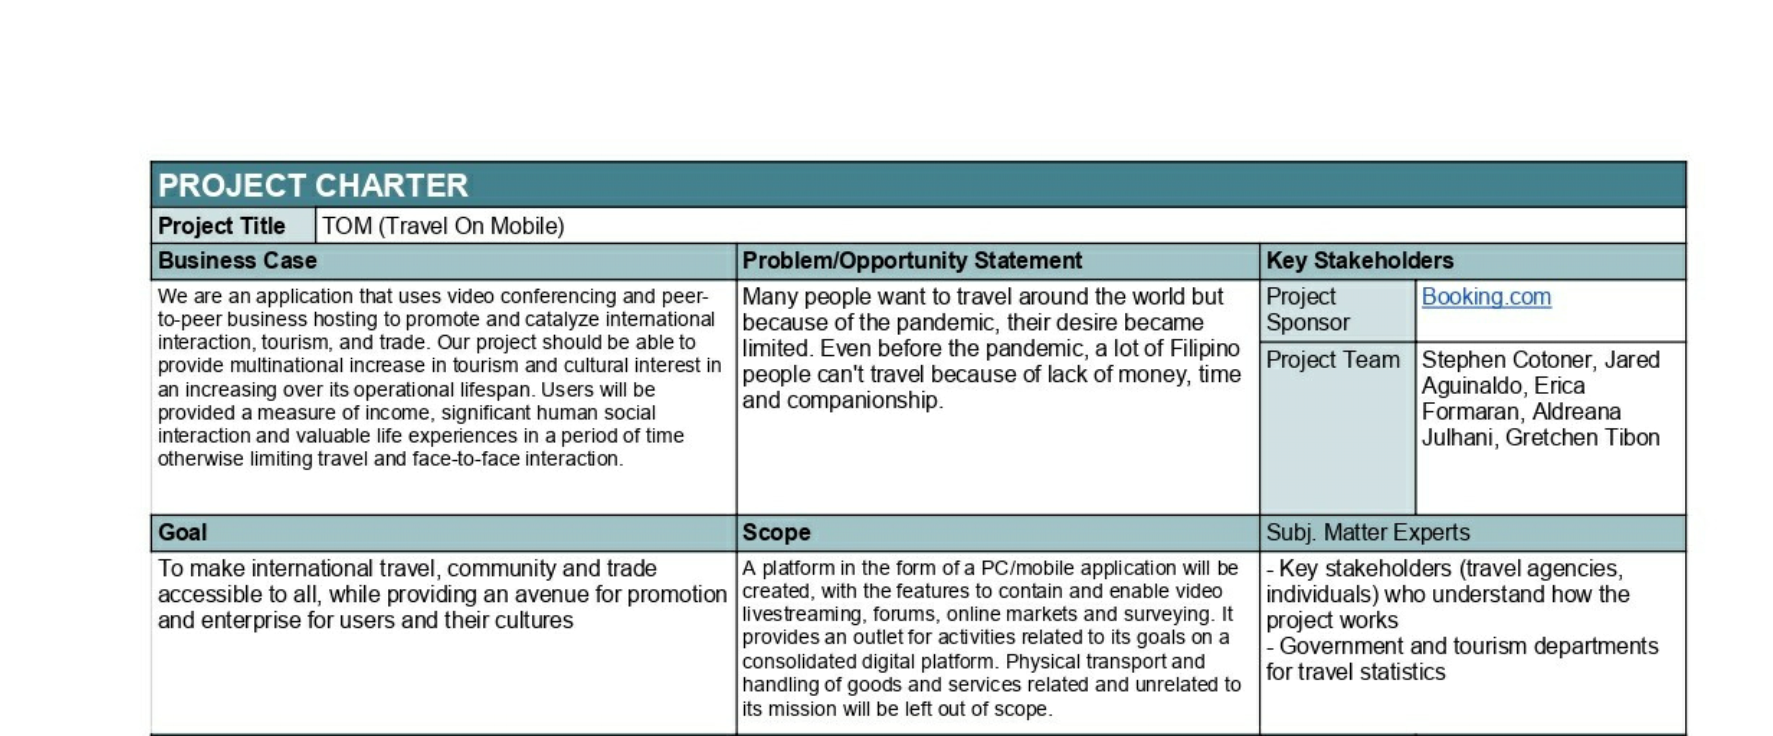 PROJECT CHARTER
Project Title
TOM (Travel On Mobile)
Business Case
We are an application that uses video conferencing and peer-
to-peer business hosting to promote and catalyze international
interaction, tourism, and trade. Our project should be able to
provide multinational increase in tourism and cultural interest in
an increasing over its operational lifespan. Users will be
provided a measure of income, significant human social
interaction and valuable life experiences in a period of time
otherwise limiting travel and face-to-face interaction.
Problem/Opportunity Statement
Many people want to travel around the world but
because of the pandemic, their desire became
limited. Even before the pandemic, a lot of Filipino
people can't travel because of lack of money, time
and companionship.
Key Stakeholders
Project
Sponsor
Booking.com
Project Team
Stephen Cotoner, Jared
Aguinaldo, Erica
Formaran, Aldreana
Julhani, Gretchen Tibon
Goal
To make international travel, community and trade
accessible to all, while providing an avenue for promotion
and enterprise for users and their cultures
Scope
A platform in the form of a PC/mobile application will be
created, with the features to contain and enable video
livestreaming, forums, online markets and surveying. It
provides an outlet for activities related to its goals on a
consolidated digital platform. Physical transport and
handling of goods and services related and unrelated to
its mission will be left out of scope.
Subj. Matter Experts
- Key stakeholders (travel agencies,
individuals) who understand how the
project works
- Government and tourism departments
for travel statistics